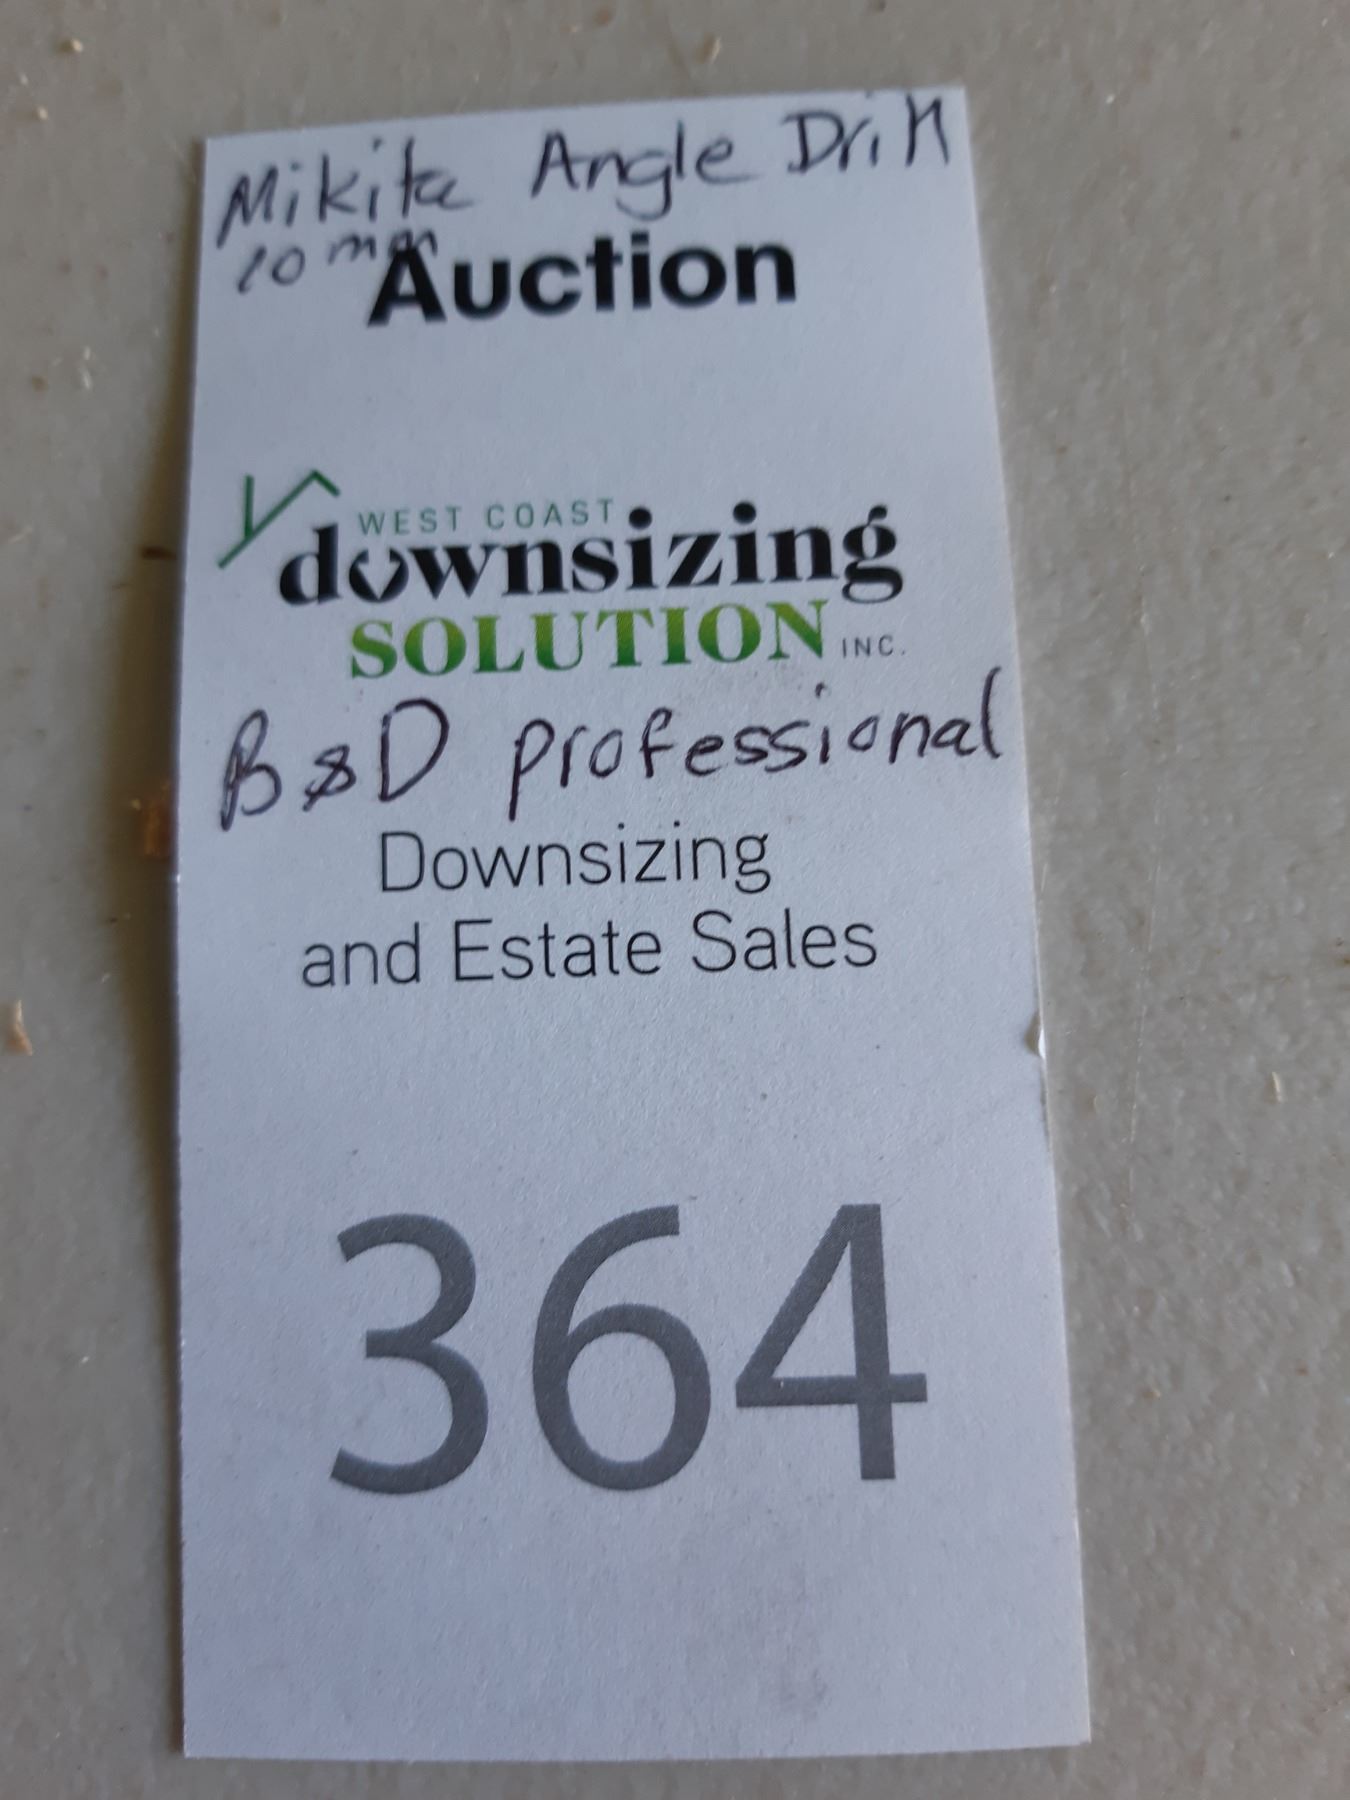 Mikita Angle Drill
10 mm
Auction
WEST COAST
downsizing
SOLUTION INC.
B&D professional
Downsizing
and Estate Sales
364